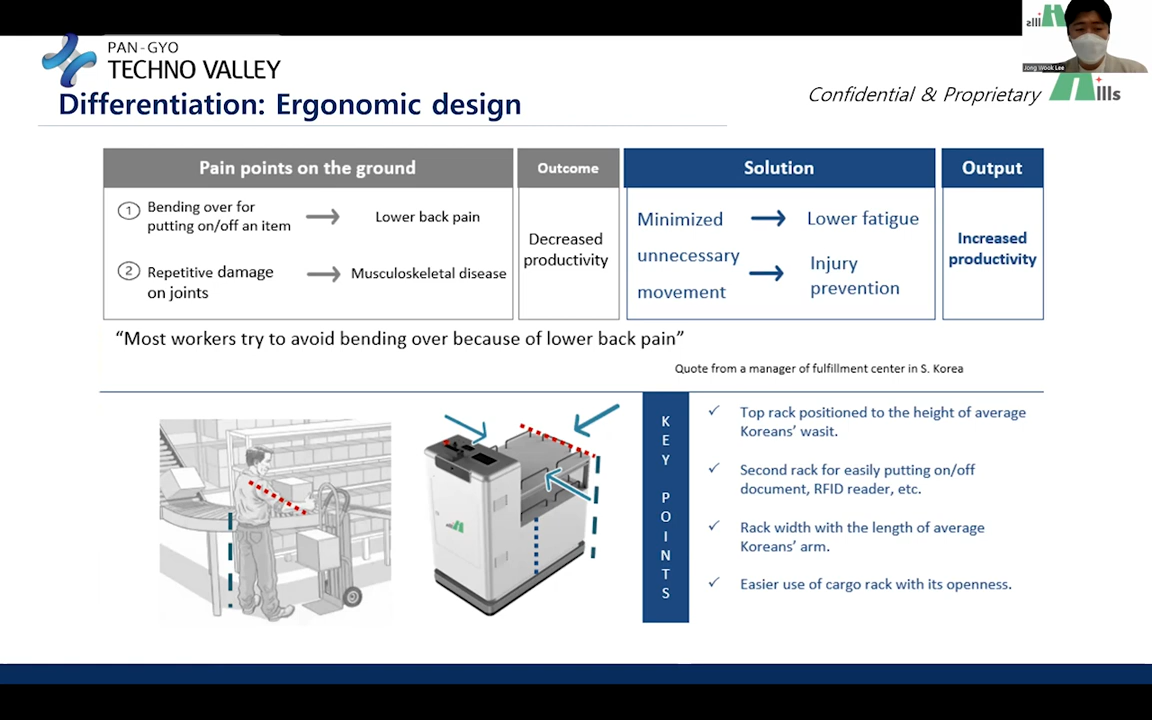 PAN-GYO
TECHNO VALLEY
Differentiation: Ergonomic design
Confidential & Proprietary
ills
Jong Wook Lee
Pain points on the ground
Outcome
Solution
Output
1 Bending over for
putting on/off an item
Lower back pain
2 Repetitive damage
on joints
Musculoskeletal disease
Decreased
productivity
Minimized
unnecessary
movement
Lower fatigue
Injury
prevention
Increased
productivity
“Most workers try to avoid bending over because of lower back pain”
Quote from a manager of fulfillment center in S. Korea
KEY POINTS
✓ Top rack positioned to the height of average
Koreans’ wasit.
✓ Second rack for easily putting on/off
document, RFID reader, etc.
✓ Rack width with the length of average
Koreans’ arm.
✓ Easier use of cargo rack with its openness.